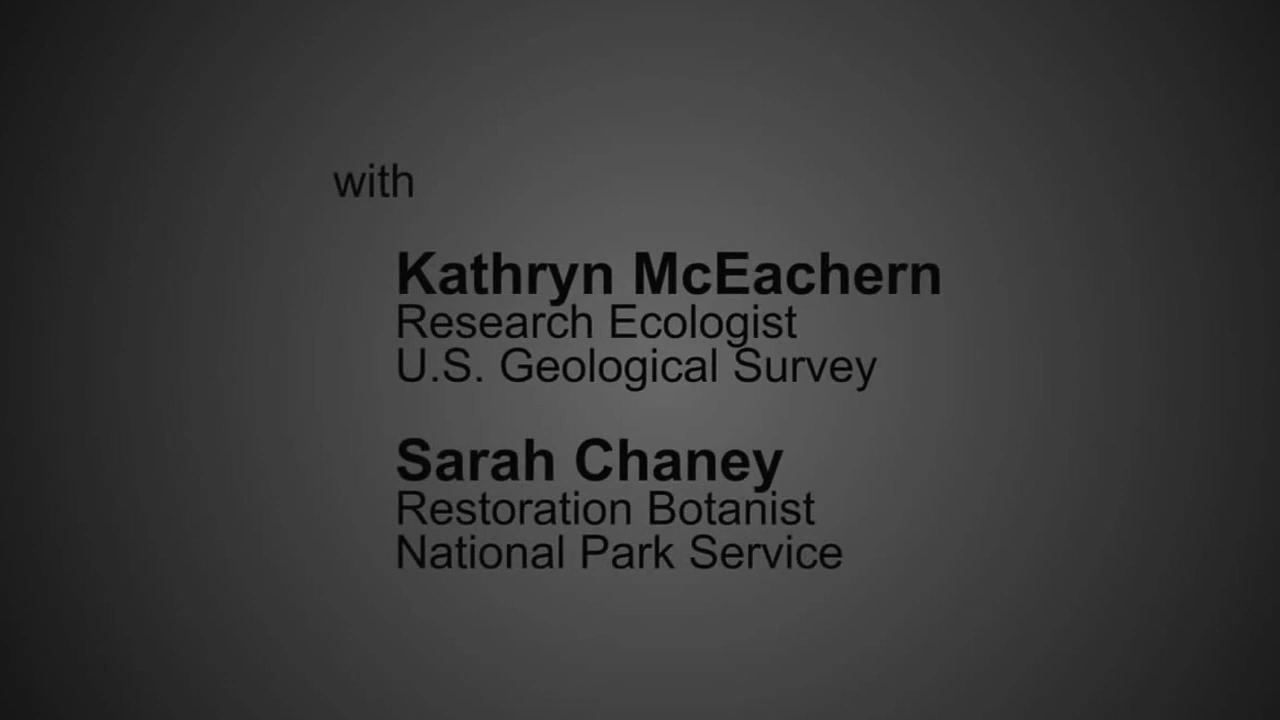 with
Kathryn McEachern
Research Ecologist
U.S. Geological Survey
Sarah Chaney
Restoration Botanist
National Park Service